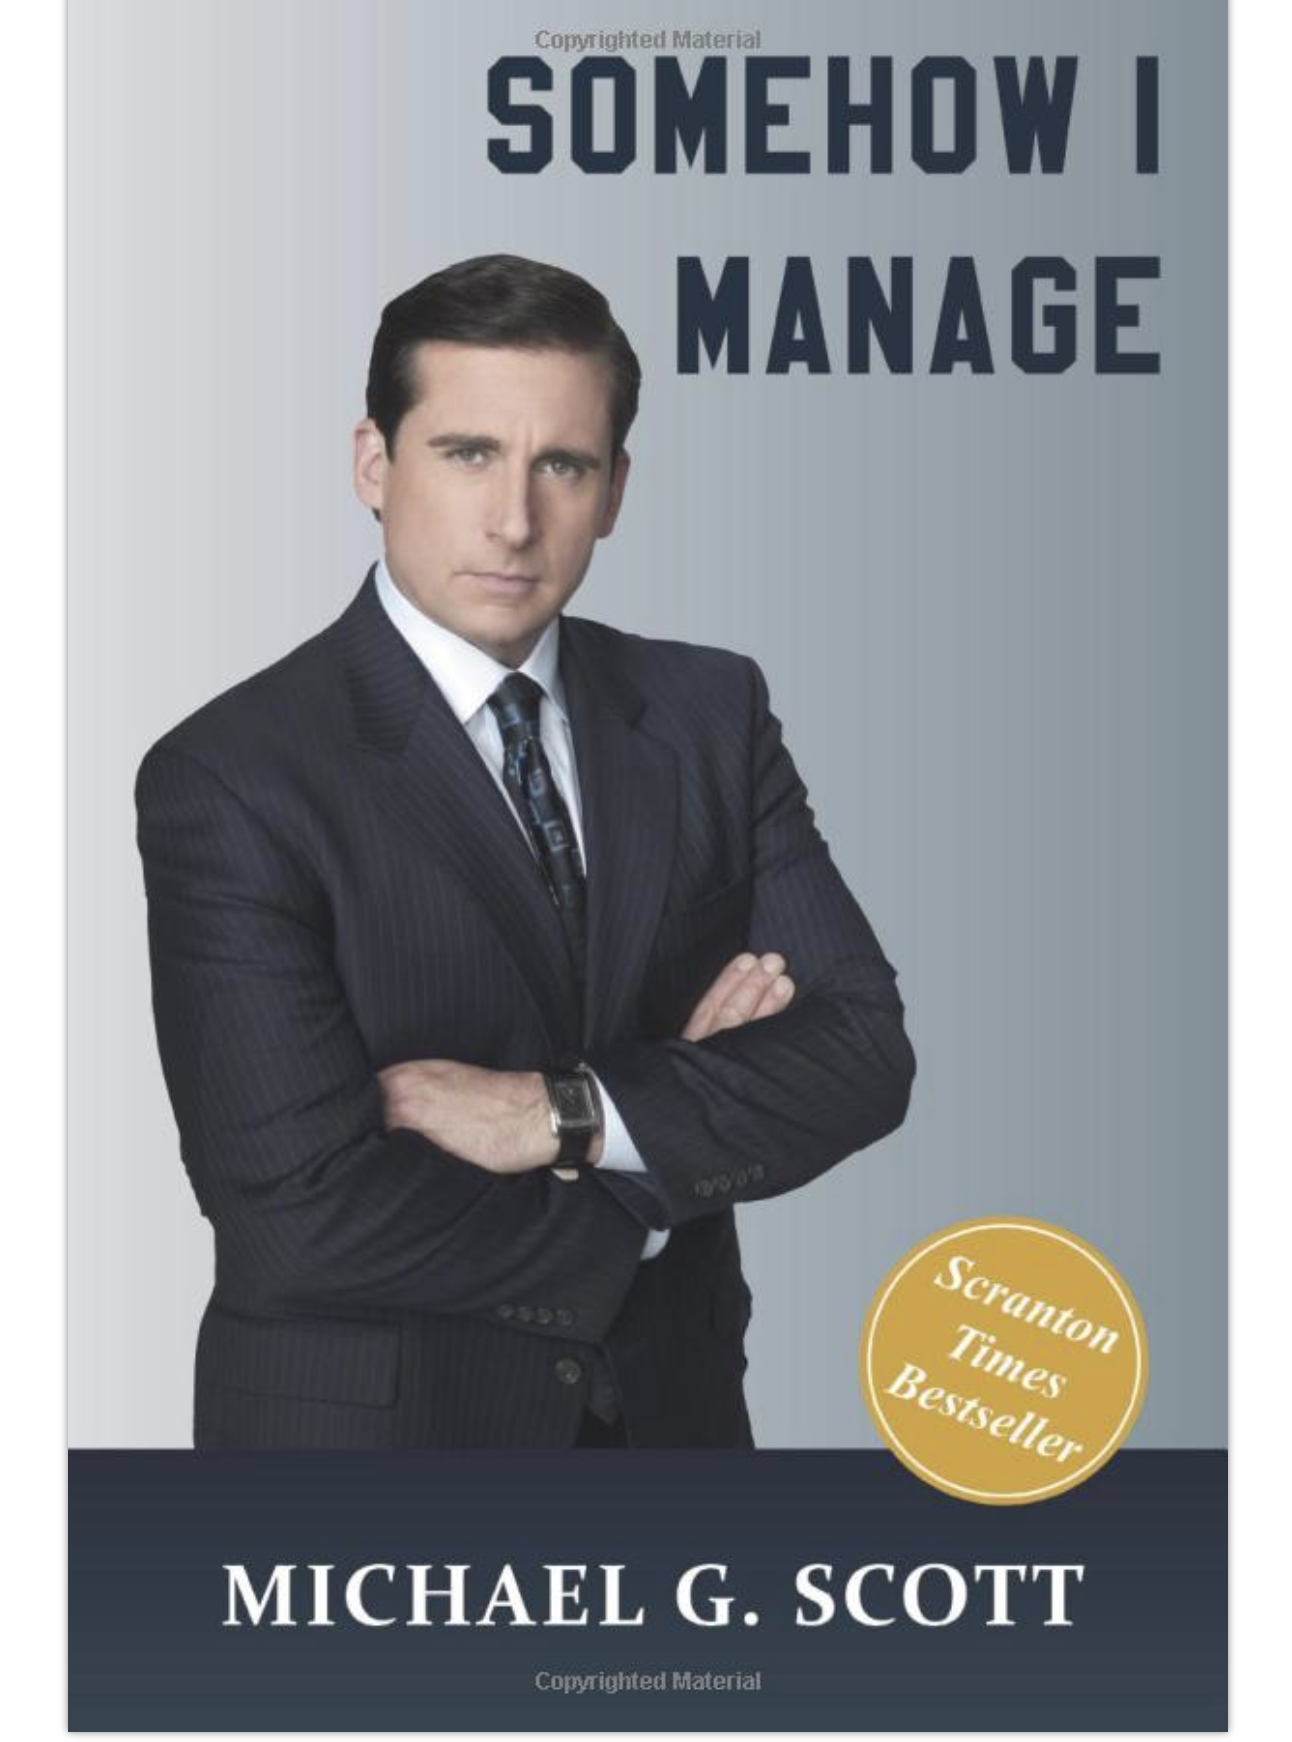 Copyrighted Material
SOMEHOW I
MANAGE
Scranton
Times
Bestseller
MICHAEL G. SCOTT
Copyrighted Material